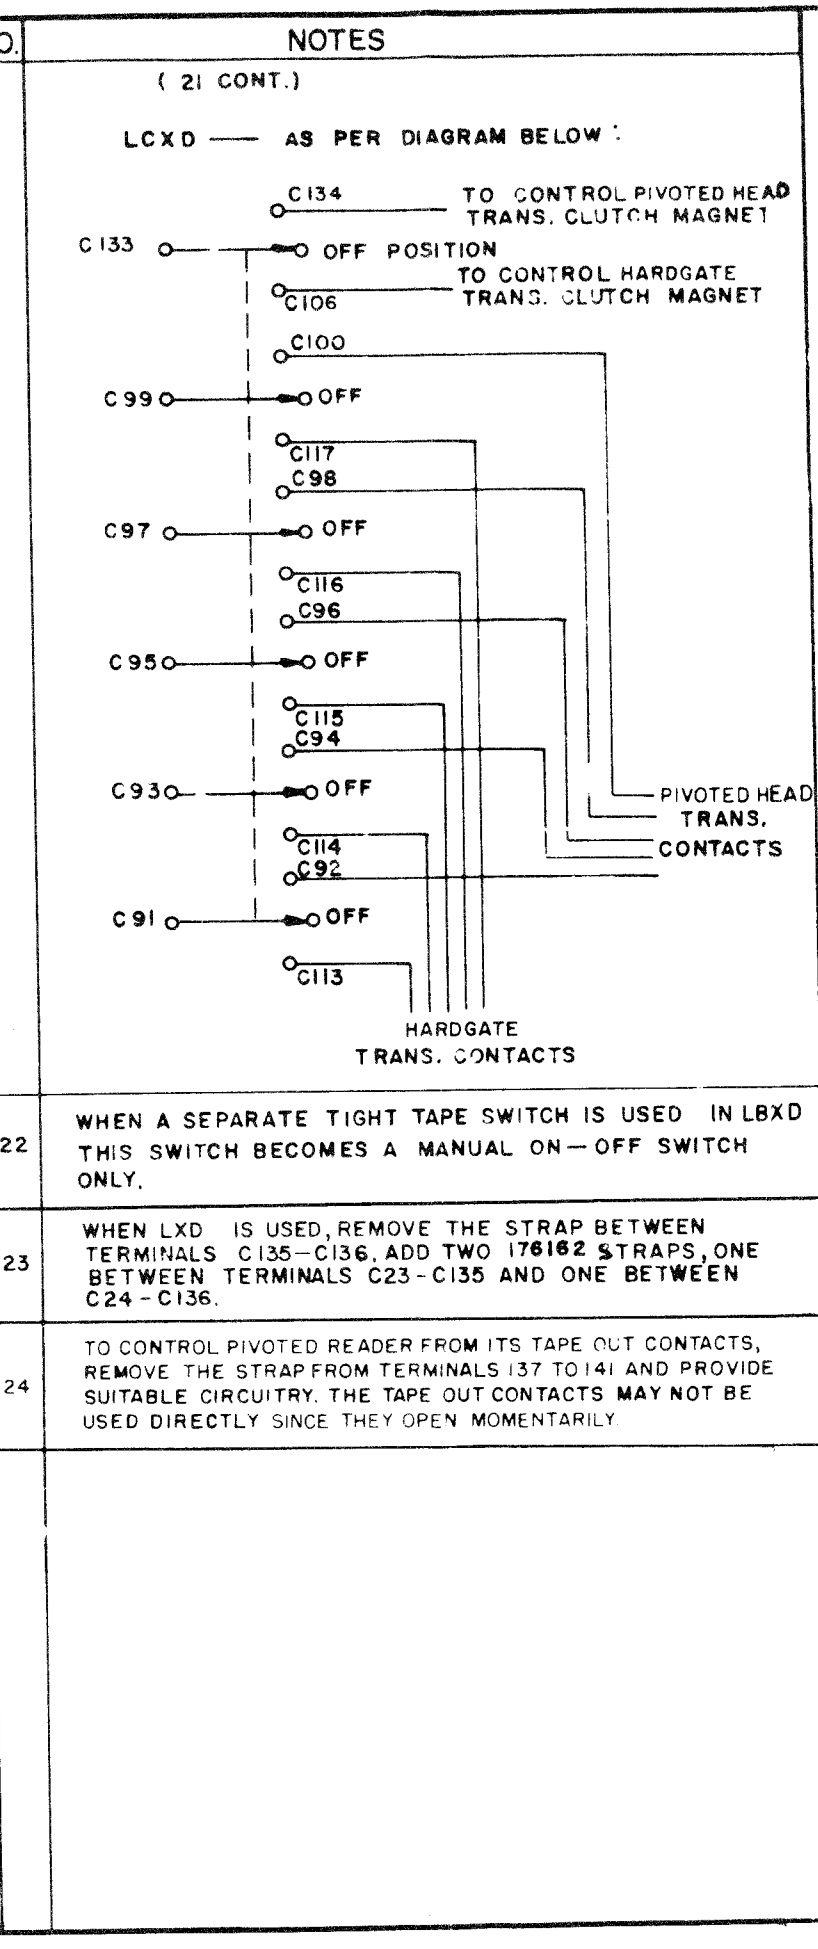 O. NOTES
( 21 CONT.)
LCXD — AS PER DIAGRAM BELOW :
C134 TO CONTROL PIVOTED HEAD
TRANS. CLUTCH MAGNET
C133 OFF POSITION
TO CONTROL HARDGATE
C106 TRANS. CLUTCH MAGNET
C100
C99 OFF
C117
C98
C97 OFF
C116
C96
C95 OFF
C115
C94
C93 OFF
PIVOTED HEAD
TRANS.
CONTACTS
C114
C92
C91 OFF
C113
HARDGATE
TRANS. CONTACTS
22
WHEN A SEPARATE TIGHT TAPE SWITCH IS USED IN LBXD
THIS SWITCH BECOMES A MANUAL ON — OFF SWITCH
ONLY.
23
WHEN LXD IS USED, REMOVE THE STRAP BETWEEN
TERMINALS C135-C136. ADD TWO 176162 STRAPS, ONE
BETWEEN TERMINALS C23-C135 AND ONE BETWEEN
C24-C136.
24
TO CONTROL PIVOTED READER FROM ITS TAPE OUT CONTACTS,
REMOVE THE STRAP FROM TERMINALS 137 TO 141 AND PROVIDE
SUITABLE CIRCUITRY. THE TAPE OUT CONTACTS MAY NOT BE
USED DIRECTLY SINCE THEY OPEN MOMENTARILY.